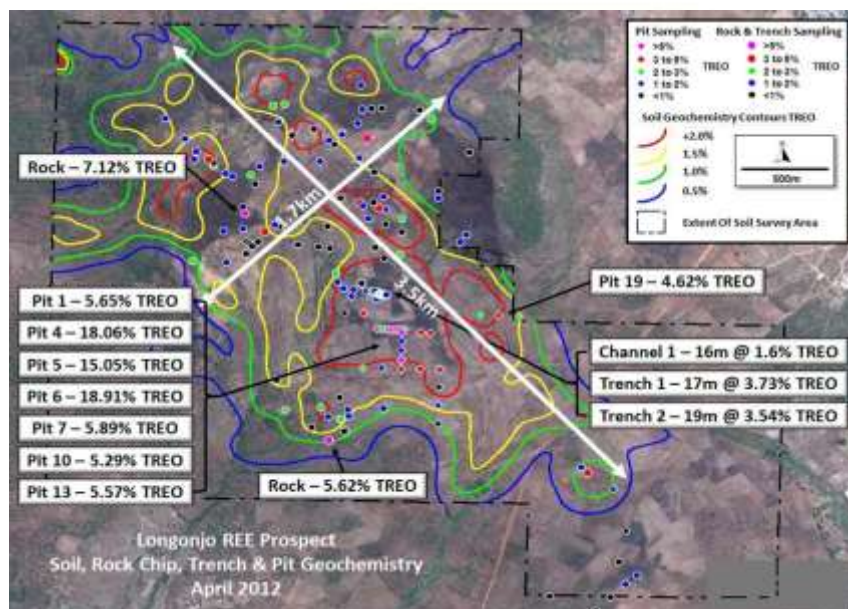 Pit Sampling
Rock & Trench Sampling
>5%
3 to 5%
2 to 3%
1 to 2%
<1%
TREO
>5%
3 to 5%
2 to 3%
1 to 2%
<1%
TREO
Soil Geochemistry Contours TREO
+2.0%
1.5%
1.0%
0.5%
500m
Extent Of Soil Survey Area
Rock – 7.12% TREO
1.7km
3.5km
Pit 19 – 4.62% TREO
Pit 1 – 5.65% TREO
Pit 4 – 18.06% TREO
Pit 5 – 15.05% TREO
Pit 6 – 18.91% TREO
Pit 7 – 5.89% TREO
Pit 10 – 5.29% TREO
Pit 13 – 5.57% TREO
Channel 1 – 16m @ 1.6% TREO
Trench 1 – 17m @ 3.73% TREO
Trench 2 – 19m @ 3.54% TREO
Rock – 5.62% TREO
Longonjo REE Prospect
Soil, Rock Chip, Trench & Pit Geochemistry
April 2012